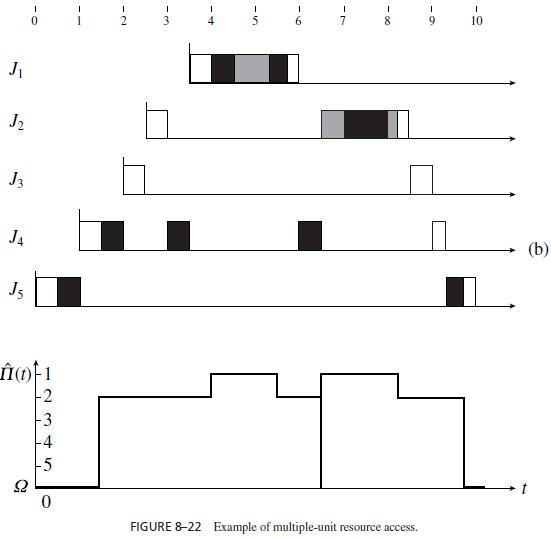 0 1 2 3 4 5 6 7 8 9 10
J1
J2
J3
J4
(b)
J5
Π̂(t) 1
2
3
4
5
Ω
t
0
FIGURE 8–22 Example of multiple-unit resource access.